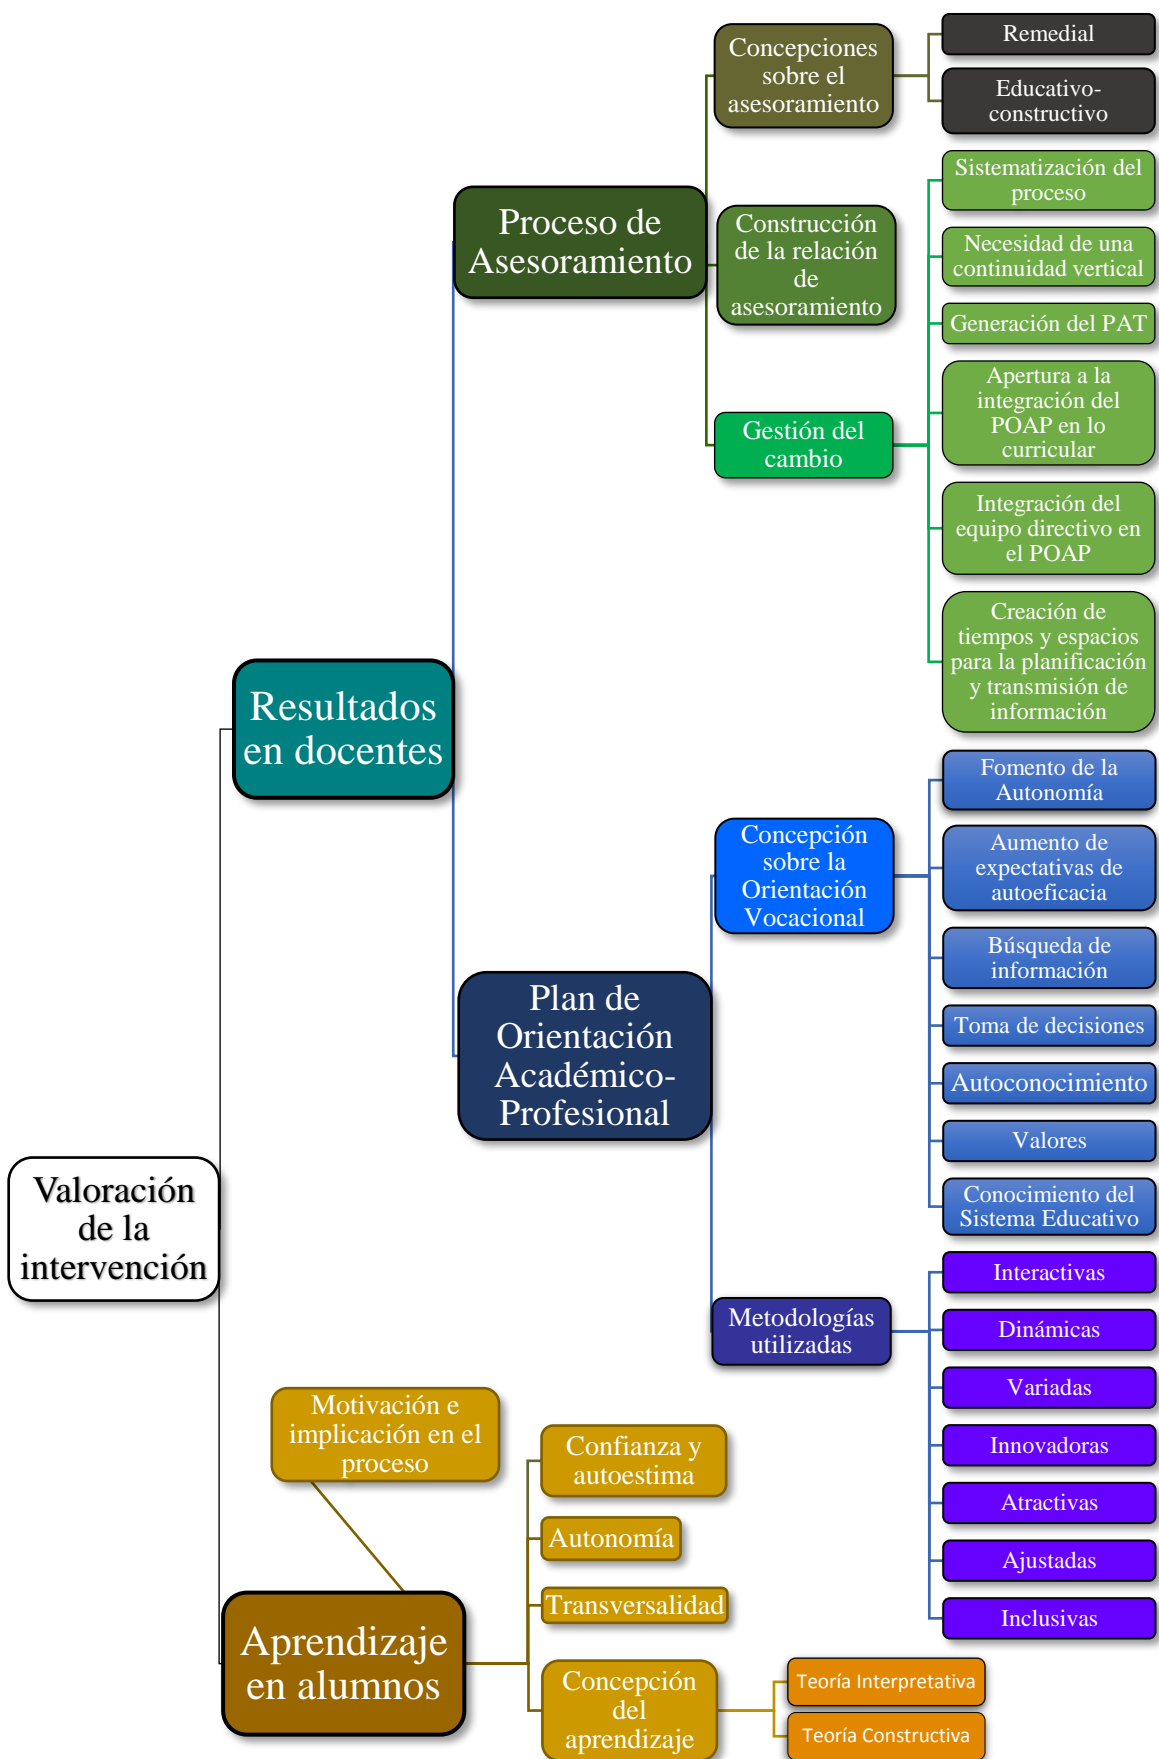 Valoración
de la
intervención
Resultados
en docentes
Proceso de
Asesoramiento
Concepciones
sobre el
asesoramiento
Remedial
Educativo-
constructivo
Construcción
de la relación
de
asesoramiento
Gestión del
cambio
Sistematización del
proceso
Necesidad de una
continuidad vertical
Generación del PAT
Apertura a la
integración del
POAP en lo
curricular
Integración del
equipo directivo en
el POAP
Creación de
tiempos y espacios
para la planificación
y transmisión de
información
Plan de
Orientación
Académico-
Profesional
Concepción
sobre la
Orientación
Vocacional
Fomento de la
Autonomía
Aumento de
expectativas de
autoeficacia
Búsqueda de
información
Toma de decisiones
Autoconocimiento
Valores
Conocimiento del
Sistema Educativo
Metodologías
utilizadas
Interactivas
Dinámicas
Variadas
Innovadoras
Atractivas
Ajustadas
Inclusivas
Aprendizaje
en alumnos
Motivación e
implicación en el
proceso
Confianza y
autoestima
Autonomía
Transversalidad
Concepción
del
aprendizaje
Teoría Interpretativa
Teoría Constructiva